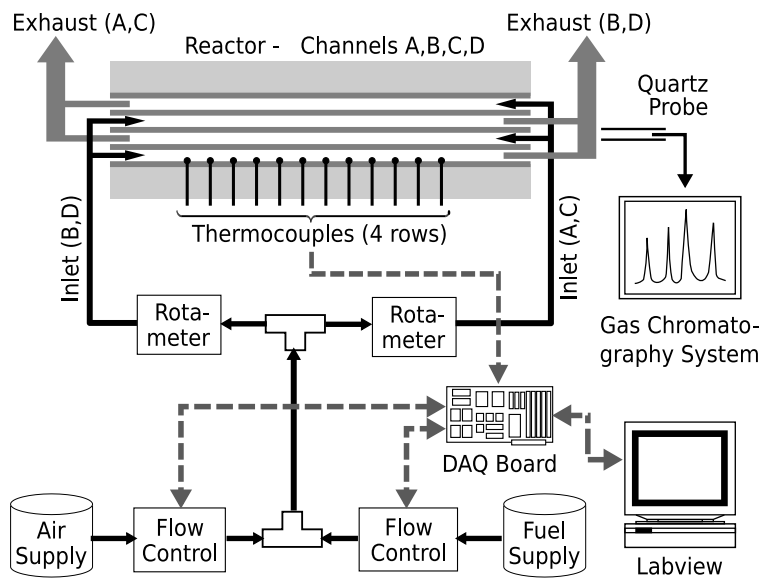 Exhaust (A,C)
Exhaust (B,D)
Reactor - Channels A,B,C,D
Quartz
Probe
Thermocouples (4 rows)
Inlet (B,D)
Inlet (A,C)
Rota-
meter
Rota-
meter
Gas Chromato-
graphy System
DAQ Board
Air
Supply
Flow
Control
Flow
Control
Fuel
Supply
Labview